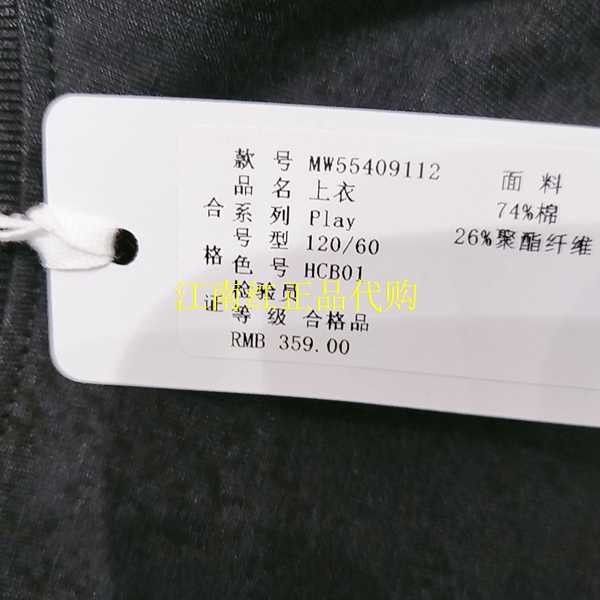 合格证
款号 MW55409112
品名 上衣
系列 Play
号型 120/60
色号 HCB01
检验员
等级 合格品
RMB 359.00
面料
74%棉
26%聚酯纤维
江南红正品代购